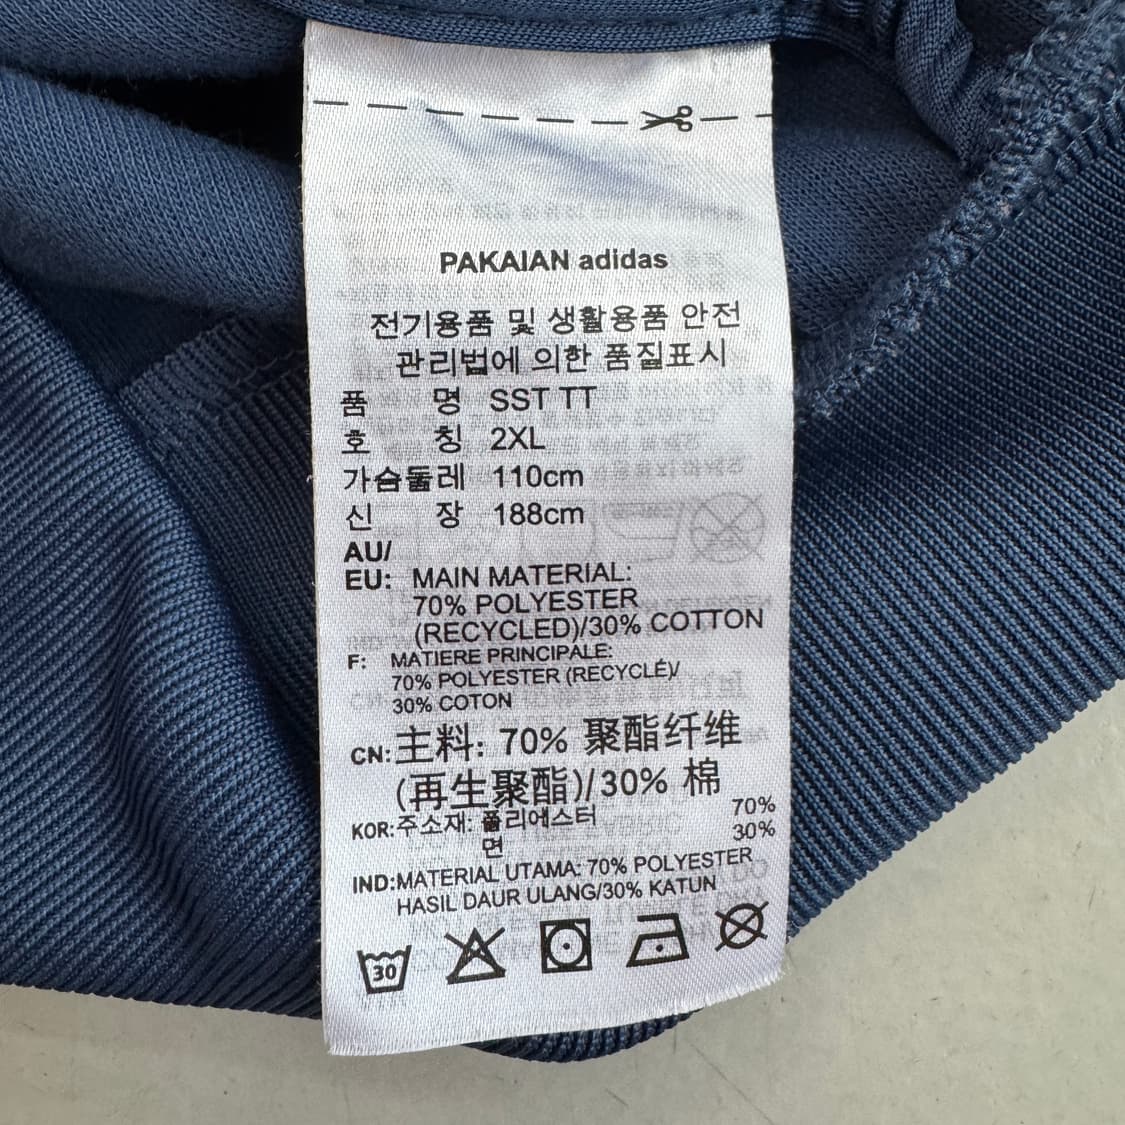 PAKAIAN adidas
전기용품 및 생활용품 안전
관리법에 의한 품질표시
품 명 SST TT
호 칭 2XL
가슴둘레 110cm
신 장 188cm
AU/
EU: MAIN MATERIAL:
70% POLYESTER
(RECYCLED)/30% COTTON
F: MATIERE PRINCIPALE:
70% POLYESTER (RECYCLÉ)/
30% COTON
CN: 主料: 70% 聚酯纤维
(再生聚酯)/30% 棉
KOR: 주소재: 폴리에스터 70%
면 30%
IND: MATERIAL UTAMA: 70% POLYESTER
HASIL DAUR ULANG/30% KATUN
30